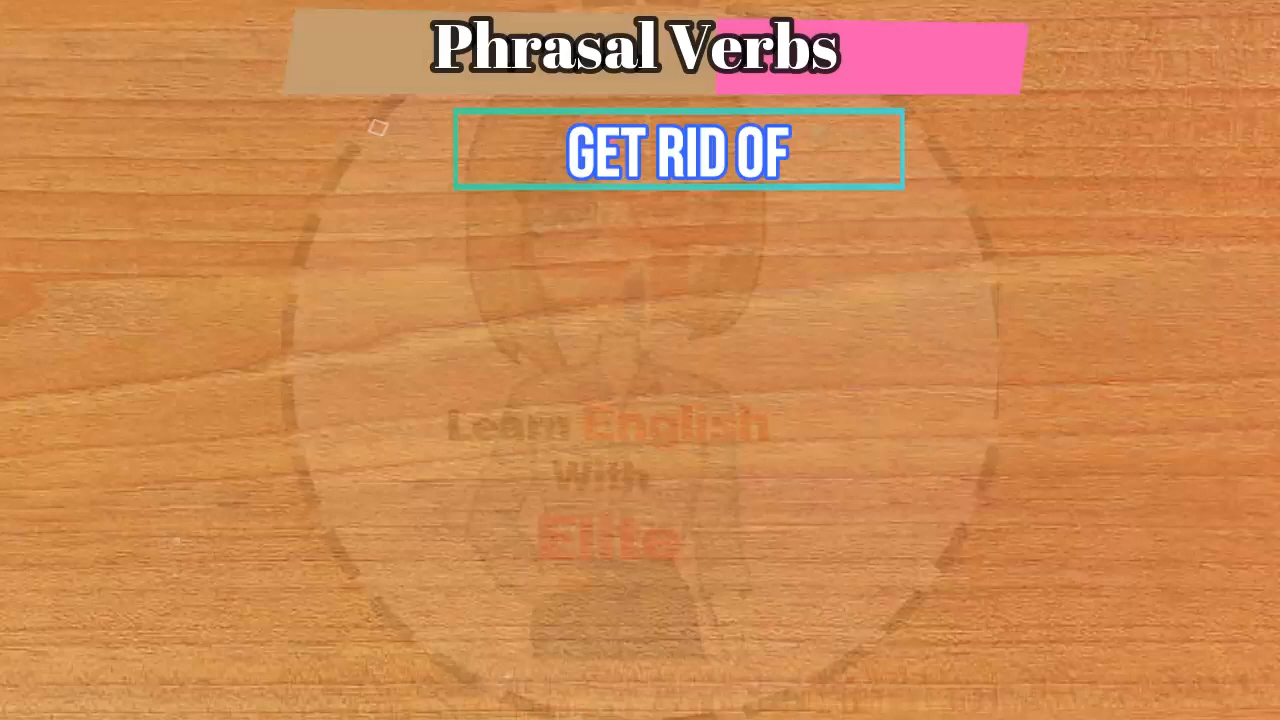 Phrasal Verbs
GET RID OF
Learn English
With
Elite